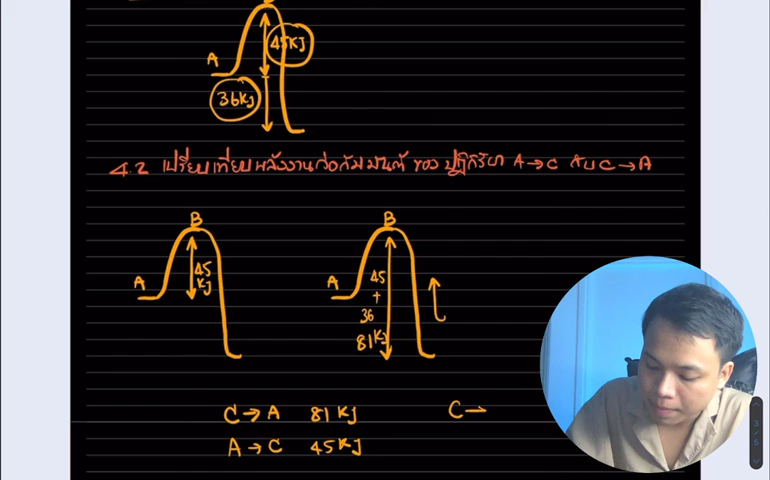 45KJ
A
36KJ
4.2 เปรียบเทียบพลังงานก่อกัมมันต์ ของ ปฏิกิริยา A → C กับ C → A
B
B
A
45
KJ
A
45
+
36
81KJ
C → A 81 KJ
C →
A → C 45KJ